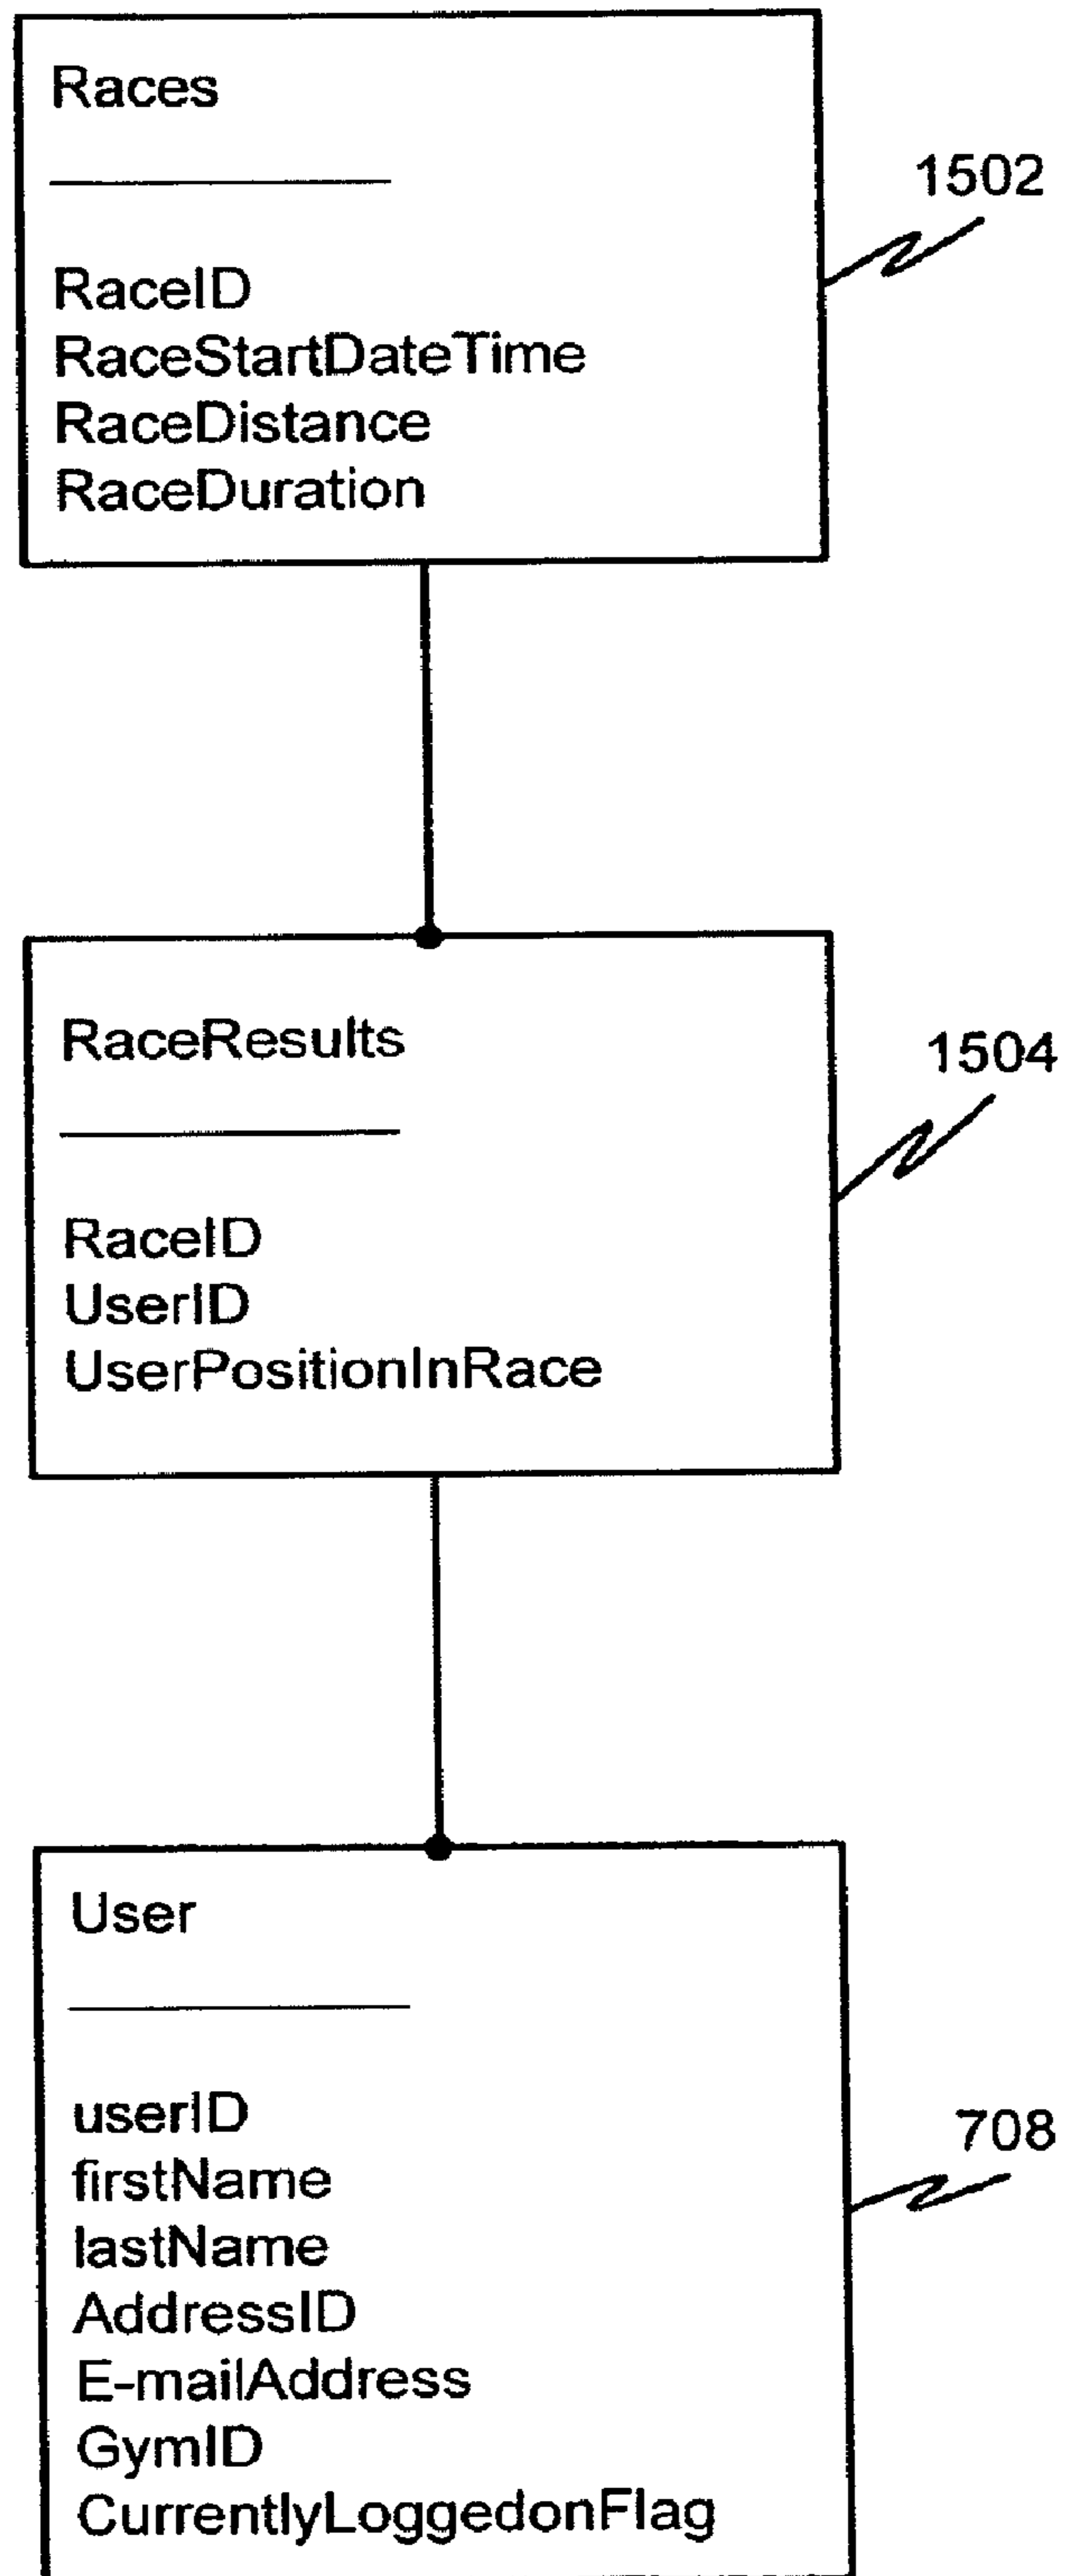 Races
1502
RaceID
RaceStartDateTime
RaceDistance
RaceDuration
RaceResults
1504
RaceID
UserID
UserPositionInRace
User
userID
708
firstName
lastName
AddressID
E-mailAddress
GymID
CurrentlyLoggedonFlag